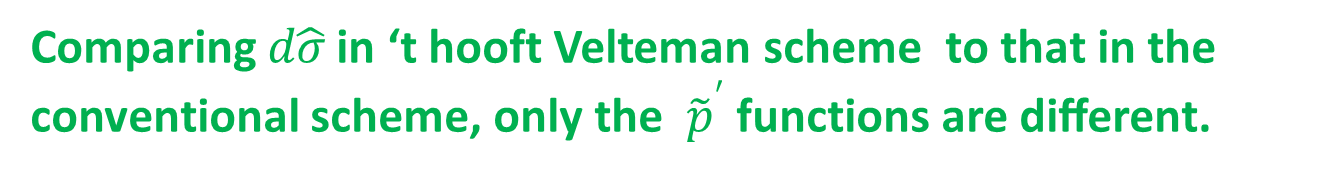 Comparing 𝑑σ̂ in ‘t hooft Velteman scheme to that in the
conventional scheme, only the p̃′ functions are different.